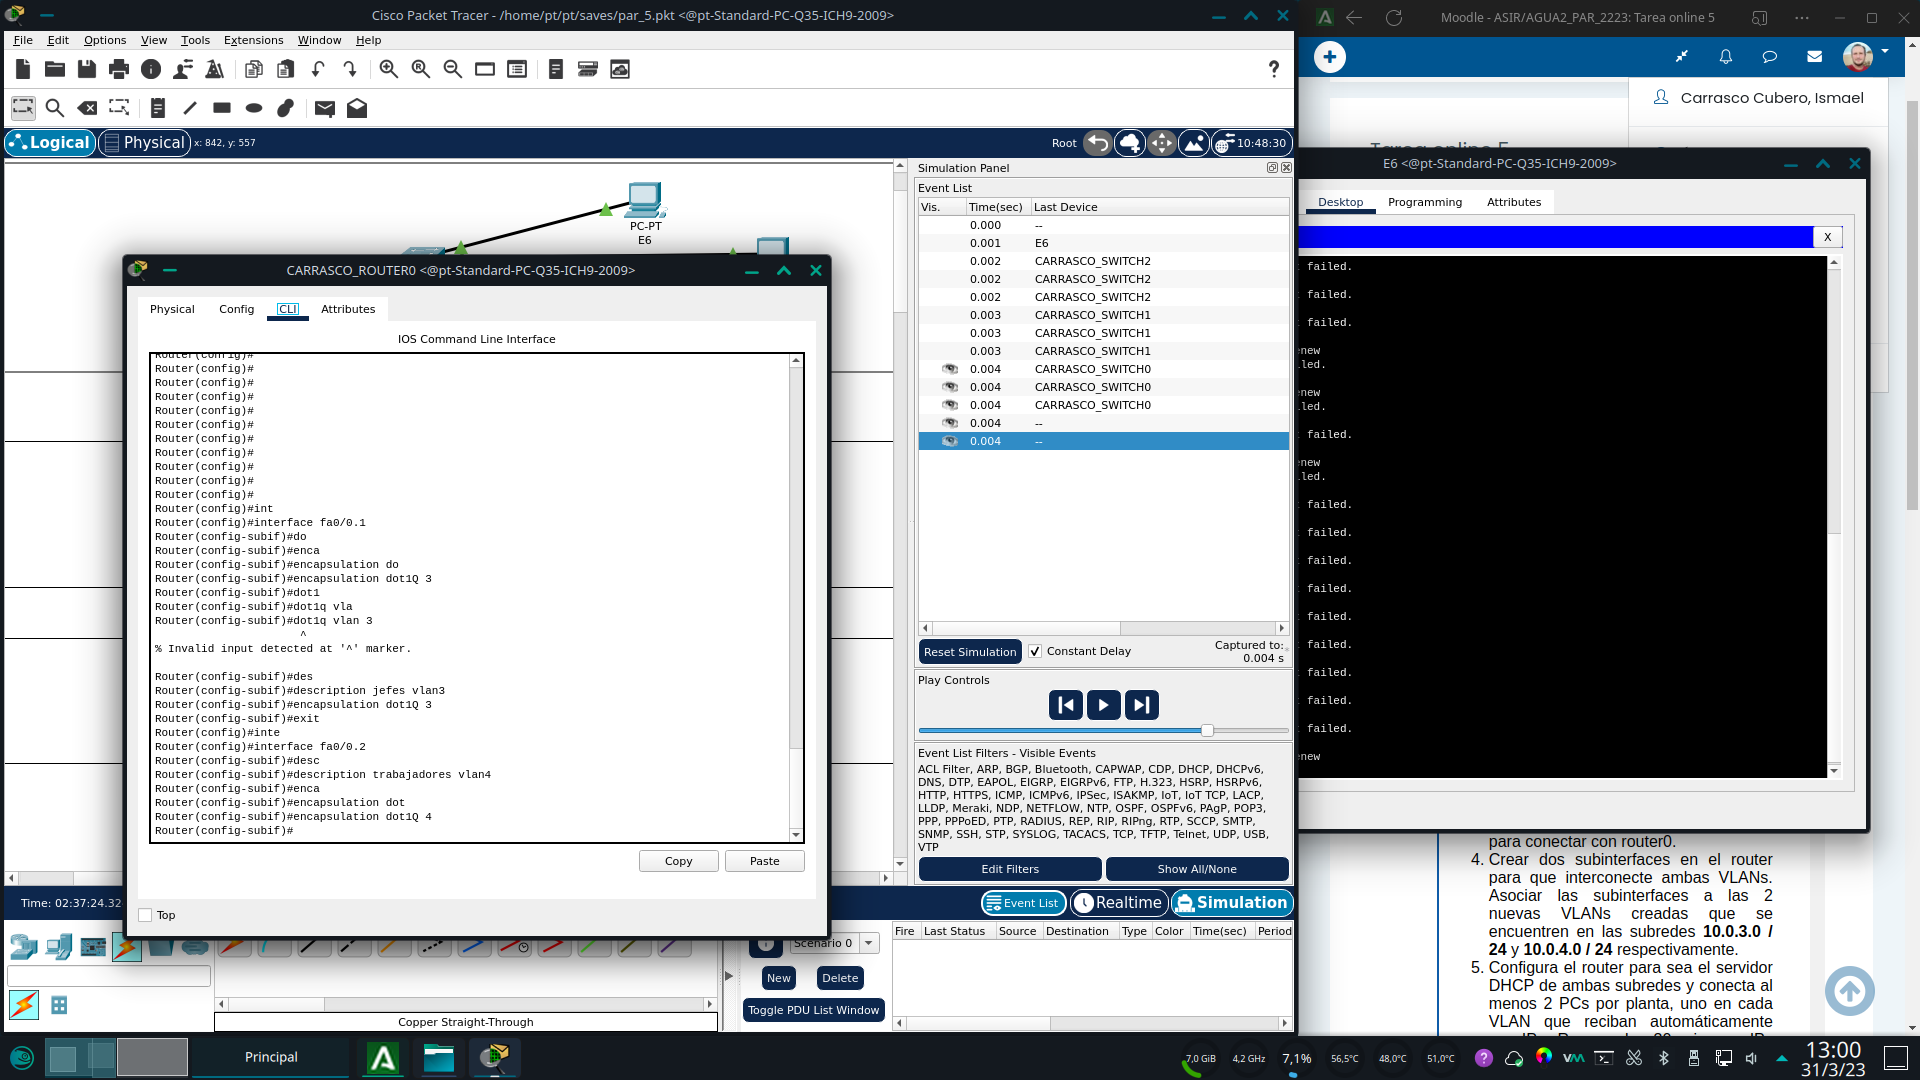 Cisco Packet Tracer - /home/pt/pt/saves/par_5.pkt <@pt-Standard-PC-Q35-ICH9-2009>
File Edit Options View Tools Extensions Window Help
?
Logical Physical x: 842, y: 557
Root 10:48:30
PC-PT
E6
CARRASCO_ROUTER0 <@pt-Standard-PC-Q35-ICH9-2009>
Physical Config CLI Attributes
IOS Command Line Interface
Router(config)#
Router(config)#
Router(config)#
Router(config)#
Router(config)#
Router(config)#
Router(config)#
Router(config)#
Router(config)#
Router(config)#
Router(config)#
Router(config)#int
Router(config)#interface fa0/0.1
Router(config-subif)#do
Router(config-subif)#enca
Router(config-subif)#encapsulation do
Router(config-subif)#encapsulation dot1Q 3
Router(config-subif)#dot1
Router(config-subif)#dot1q vla
Router(config-subif)#dot1q vlan 3
^
% Invalid input detected at '^' marker.
Router(config-subif)#des
Router(config-subif)#description jefes vlan3
Router(config-subif)#encapsulation dot1Q 3
Router(config-subif)#exit
Router(config)#inte
Router(config)#interface fa0/0.2
Router(config-subif)#desc
Router(config-subif)#description trabajadores vlan4
Router(config-subif)#enca
Router(config-subif)#encapsulation dot
Router(config-subif)#encapsulation dot1Q 4
Router(config-subif)#
Copy Paste
Top
Simulation Panel
Event List
Vis. Time(sec) Last Device
0.000 --
0.001 E6
0.002 CARRASCO_SWITCH2
0.002 CARRASCO_SWITCH2
0.002 CARRASCO_SWITCH2
0.003 CARRASCO_SWITCH1
0.003 CARRASCO_SWITCH1
0.003 CARRASCO_SWITCH1
0.004 CARRASCO_SWITCH0
0.004 CARRASCO_SWITCH0
0.004 CARRASCO_SWITCH0
0.004 --
0.004 --
Reset Simulation Constant Delay
Captured to:
0.004 s
Play Controls
Event List Filters - Visible Events
ACL Filter, ARP, BGP, Bluetooth, CAPWAP, CDP, DHCP, DHCPv6,
DNS, DTP, EAPOL, EIGRP, EIGRPv6, FTP, H.323, HSRP, HSRPv6,
HTTP, HTTPS, ICMP, ICMPv6, IPSec, ISAKMP, IoT, IoT TCP, LACP,
LLDP, Meraki, NDP, NETFLOW, NTP, OSPF, OSPFv6, PAgP, POP3,
PPP, PPPoED, PTP, RADIUS, REP, RIP, RIPng, RTP, SCCP, SMTP,
SNMP, SSH, STP, SYSLOG, TACACS, TCP, TFTP, Telnet, UDP, USB,
VTP
Edit Filters Show All/None
Time: 02:37:24.32
Event List Realtime Simulation
Scenario 0
New Delete
Toggle PDU List Window
Fire Last Status Source Destination Type Color Time(sec) Period
Copper Straight-Through
Moodle - ASIR/AGUA2_PAR_2223: Tarea online 5
Carrasco Cubero, Ismael
E6 <@pt-Standard-PC-Q35-ICH9-2009>
Desktop Programming Attributes
X
failed.
failed.
failed.
new
led.
new
led.
failed.
new
led.
failed.
failed.
failed.
failed.
failed.
failed.
failed.
failed.
failed.
new
para conectar con router0.
4. Crear dos subinterfaces en el router
para que interconecte ambas VLANs.
Asociar las subinterfaces a las 2
nuevas VLANs creadas que se
encuentren en las subredes 10.0.3.0 /
24 y 10.0.4.0 / 24 respectivamente.
5. Configura el router para sea el servidor
DHCP de ambas subredes y conecta al
menos 2 PCs por planta, uno en cada
VLAN que reciban automáticamente
Principal
7,0 GiB 4,2 GHz 7,1% 56,5°C 48,0°C 51,0°C
13:00
31/3/23